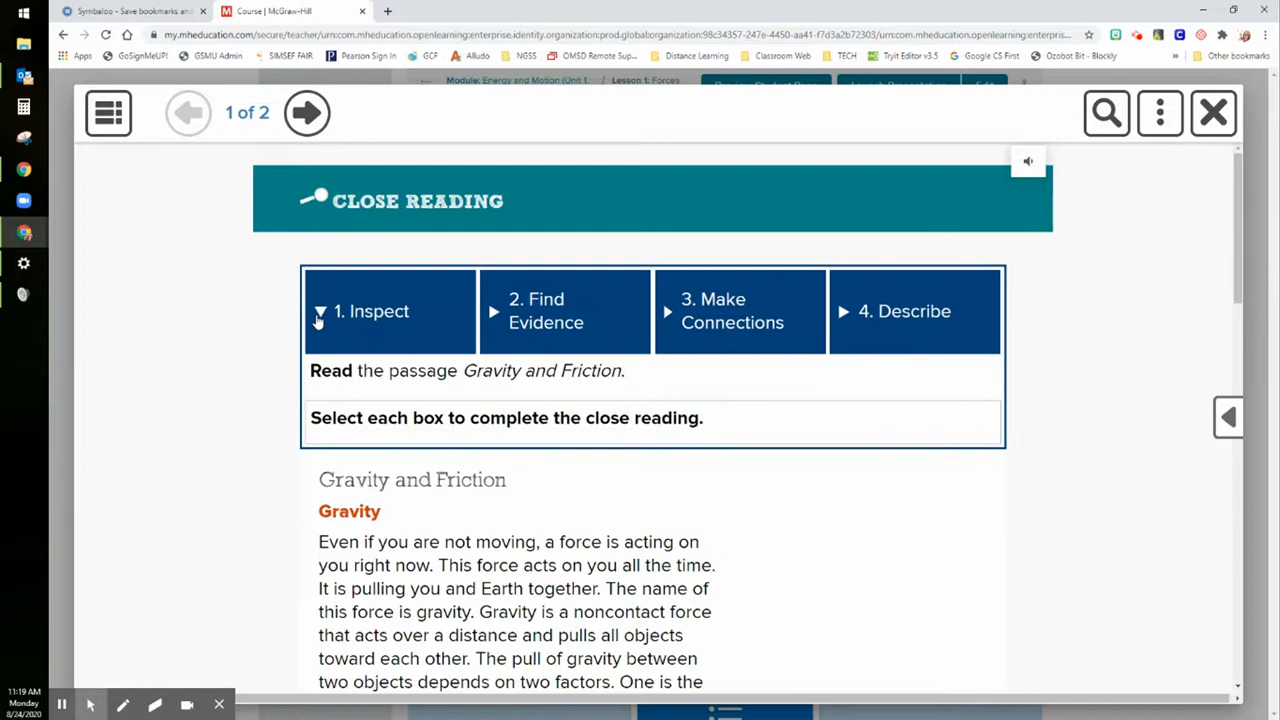 Symbaloo - Save bookmarks and
Course | McGraw-Hill
my.mheducation.com/secure/teacher/urn:com.mheducation.openlearning:enterprise.identity.organization:prod.global:organization:98c34357-247e-4450-aa41-f7d3a2b72303/urn:com.mheducation.openlearning:enterpris...
Apps
GoSignMeUP!
GSMU Admin
SIMSEF FAIR
Pearson Sign In
GCF
Alludo
NGSS
OMSD Remote Sup...
Distance Learning
Classroom Web
TECH
Tryit Editor v3.5
Google CS First
Ozobot Bit - Blockly
»
Other bookmarks
Module: Energy and Motion (Unit 1:
/ Lesson 1: Forces
1 of 2
CLOSE READING
1. Inspect
2. Find
Evidence
3. Make
Connections
4. Describe
Read the passage Gravity and Friction.
Select each box to complete the close reading.
Gravity and Friction
Gravity
Even if you are not moving, a force is acting on
you right now. This force acts on you all the time.
It is pulling you and Earth together. The name of
this force is gravity. Gravity is a noncontact force
that acts over a distance and pulls all objects
toward each other. The pull of gravity between
two objects depends on two factors. One is the
11:19 AM
Monday
8/24/2020